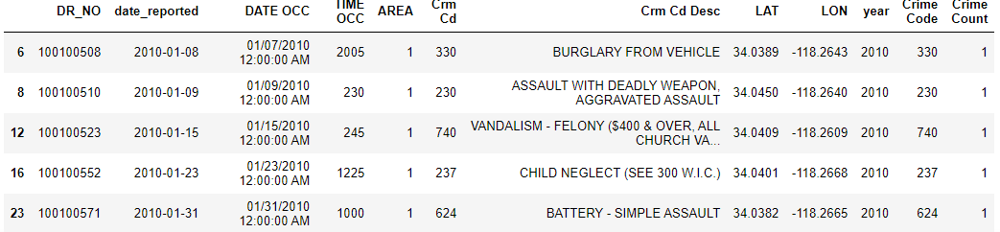 DR_NO date_reported DATE OCC TIME OCC AREA Crm Cd Crm Cd Desc LAT LON year Crime Code Crime Count
6 100100508 2010-01-08 01/07/2010 12:00:00 AM 2005 1 330 BURGLARY FROM VEHICLE 34.0389 -118.2643 2010 330 1
8 100100510 2010-01-09 01/09/2010 12:00:00 AM 230 1 230 ASSAULT WITH DEADLY WEAPON, AGGRAVATED ASSAULT 34.0450 -118.2640 2010 230 1
12 100100523 2010-01-15 01/15/2010 12:00:00 AM 245 1 740 VANDALISM - FELONY ($400 & OVER, ALL CHURCH VA... 34.0409 -118.2609 2010 740 1
16 100100552 2010-01-23 01/23/2010 12:00:00 AM 1225 1 237 CHILD NEGLECT (SEE 300 W.I.C.) 34.0401 -118.2668 2010 237 1
23 100100571 2010-01-31 01/31/2010 12:00:00 AM 1000 1 624 BATTERY - SIMPLE ASSAULT 34.0382 -118.2665 2010 624 1